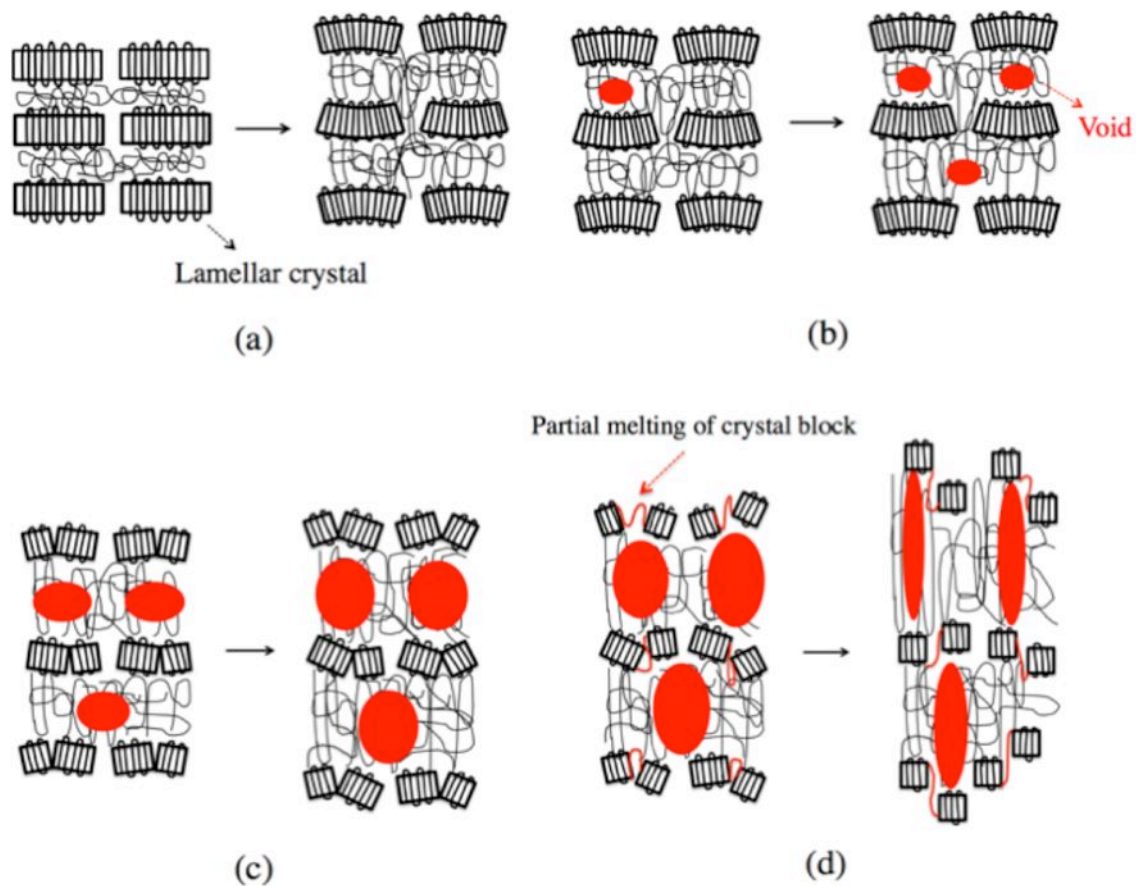 Void
Lamellar crystal
(a)
(b)
Partial melting of crystal block
(c)
(d)